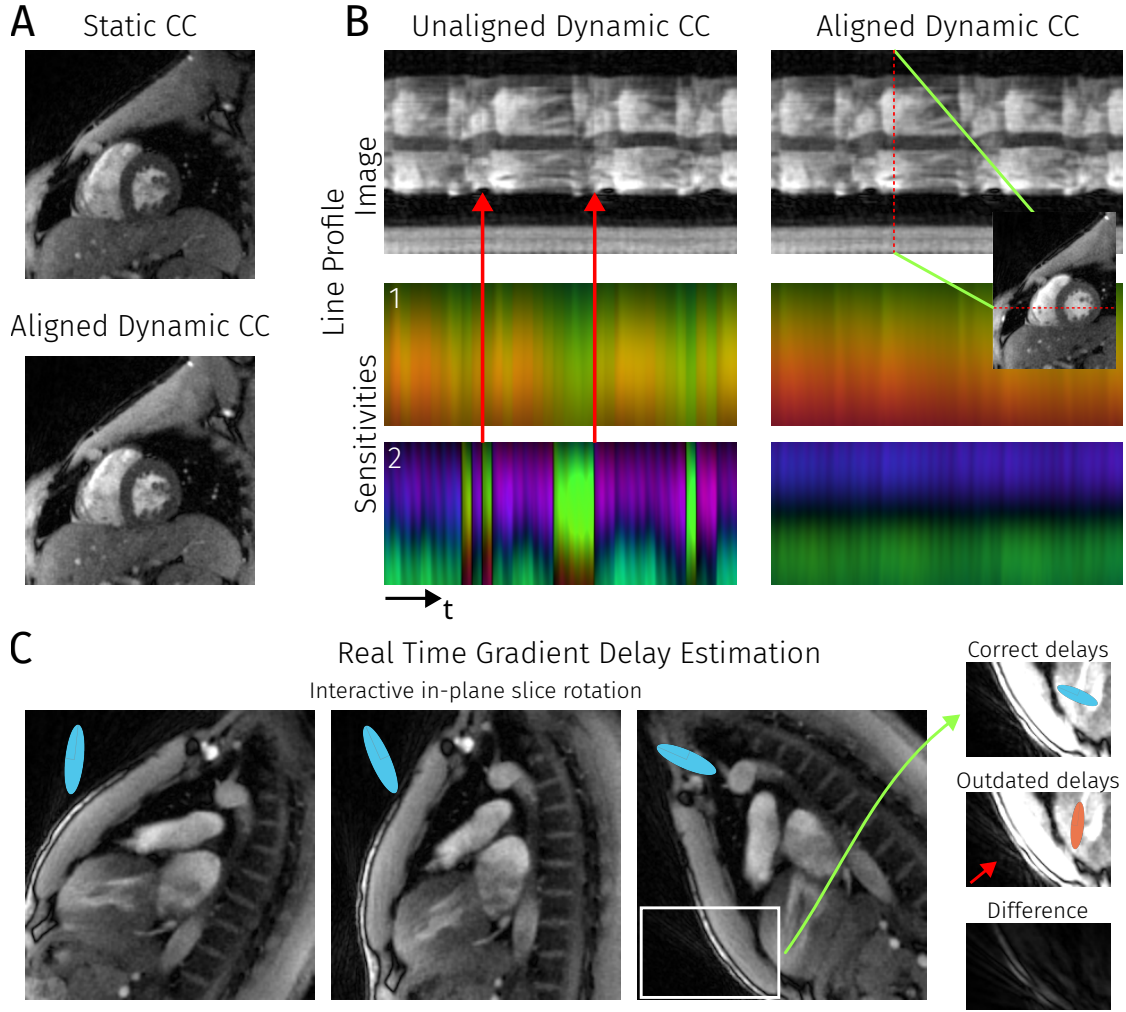 A
Static CC
Aligned Dynamic CC
B
Unaligned Dynamic CC
Aligned Dynamic CC
Line Profile
Image
Sensitivities
1
2
t
C
Real Time Gradient Delay Estimation
Interactive in-plane slice rotation
Correct delays
Outdated delays
Difference